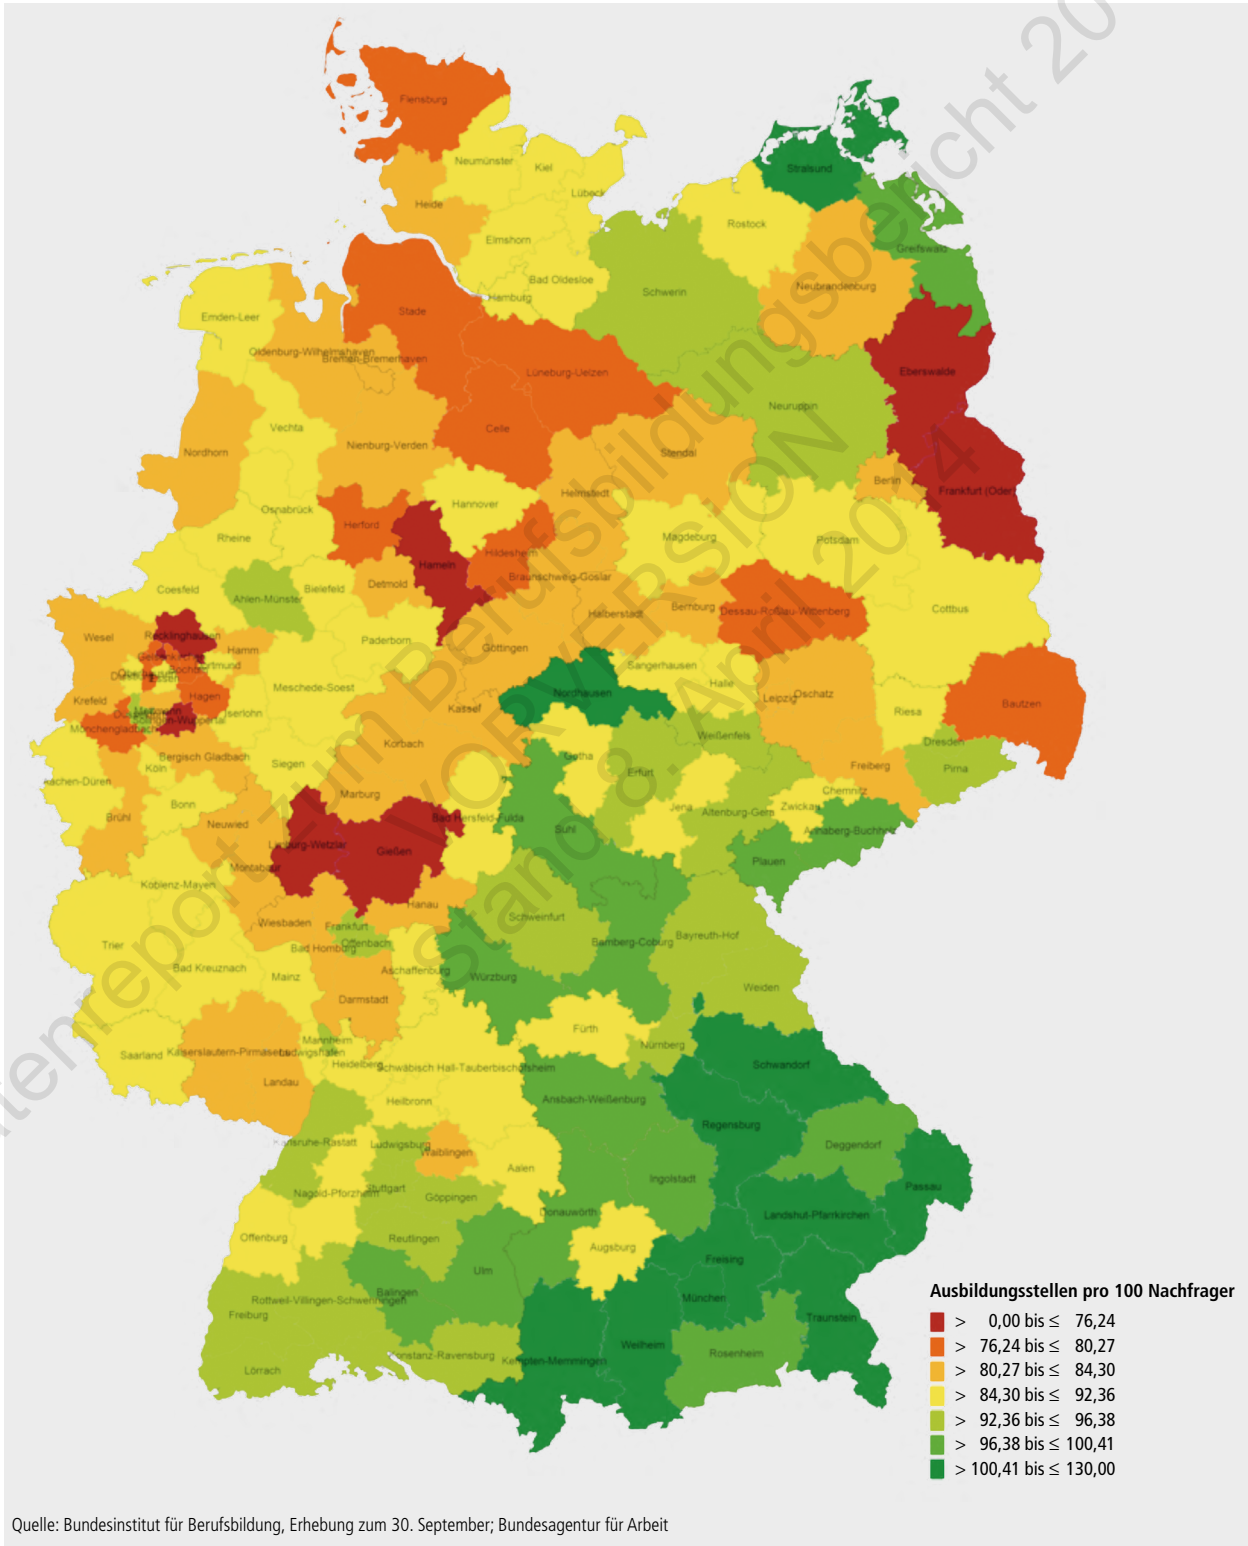 Flensburg
Neumünster
Kiel
Lübeck
Heide
Elmshorn
Bad Oldesloe
Hamburg
Stralsund
Rostock
Greifswald
Schwerin
Neubrandenburg
Emden-Leer
Stade
Oldenburg-Wilhelmshaven
Bremen-Bremerhaven
Lüneburg-Uelzen
Eberswalde
Neuruppin
Vechta
Celle
Nordhorn
Nienburg-Verden
Stendal
Berlin
Frankfurt (Oder)
Helmstedt
Hannover
Osnabrück
Herford
Rheine
Magdeburg
Potsdam
Hildesheim
Hameln
Braunschweig-Goslar
Coesfeld
Bielefeld
Detmold
Ahlen-Münster
Halberstadt
Bernburg
Dessau-Roßlau-Wittenberg
Cottbus
Wesel
Recklinghausen
Paderborn
Göttingen
Hamm
Sangerhausen
Halle
Meschede-Soest
Nordhausen
Leipzig
Oschatz
Krefeld
Hagen
Kassel
Bautzen
Riesa
Iserlohn
Mönchengladbach
Weißenfels
Dresden
Korbach
Bergisch Gladbach
Gotha
Siegen
Köln
Erfurt
Freiberg
Pirna
Marburg
Chemnitz
Bonn
Jena
Zwickau
Altenburg-Gera
Brühl
Neuwied
Bad Hersfeld-Fulda
Suhl
Annaberg-Buchholz
Limburg-Wetzlar
Gießen
Plauen
Montabaur
Koblenz-Mayen
Hanau
Wiesbaden
Frankfurt
Schweinfurt
Offenbach
Bad Homburg
Bamberg-Coburg
Bayreuth-Hof
Trier
Bad Kreuznach
Mainz
Aschaffenburg
Würzburg
Weiden
Darmstadt
Fürth
Mannheim
Nürnberg
Saarland
Kaiserslautern-Pirmasens
Ludwigshafen
Heidelberg
Schwäbisch Hall-Tauberbischofsheim
Schwandorf
Landau
Heilbronn
Ansbach-Weißenburg
Regensburg
Karlsruhe-Rastatt
Ludwigsburg
Waiblingen
Deggendorf
Aalen
Ingolstadt
Passau
Nagold-Pforzheim
Stuttgart
Göppingen
Donauwörth
Landshut-Pfarrkirchen
Offenburg
Reutlingen
Augsburg
Freising
Ulm
Balingen
Rottweil-Villingen-Schwenningen
München
Freiburg
Traunstein
Weilheim
Rosenheim
Konstanz-Ravensburg
Kempten-Memmingen
Lörrach
VORVERSION
Stand 8. April 2014
Ausbildungsstellen pro 100 Nachfrager
> 0,00 bis ≤ 76,24
> 76,24 bis ≤ 80,27
> 80,27 bis ≤ 84,30
> 84,30 bis ≤ 92,36
> 92,36 bis ≤ 96,38
> 96,38 bis ≤ 100,41
> 100,41 bis ≤ 130,00
Quelle: Bundesinstitut für Berufsbildung, Erhebung zum 30. September; Bundesagentur für Arbeit